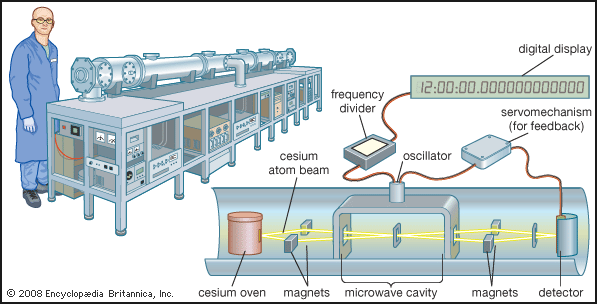 digital display
12:00:00.000000000000
frequency
divider
servomechanism
(for feedback)
oscillator
cesium
atom beam
cesium oven
magnets
microwave cavity
magnets
detector
© 2008 Encyclopædia Britannica, Inc.